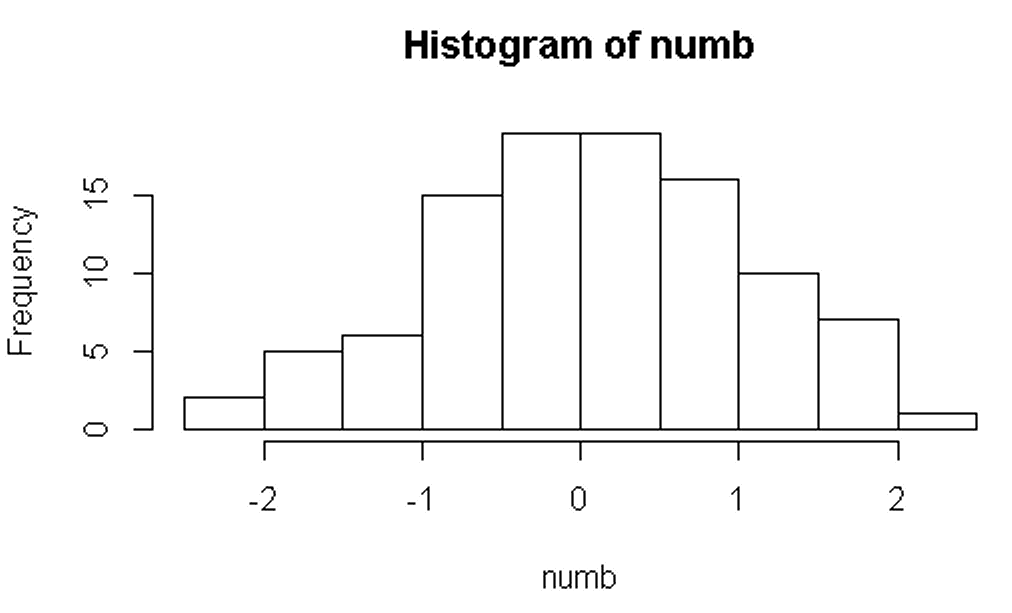 Histogram of numb
Frequency
15
10
5
0
-2 -1 0 1 2
numb